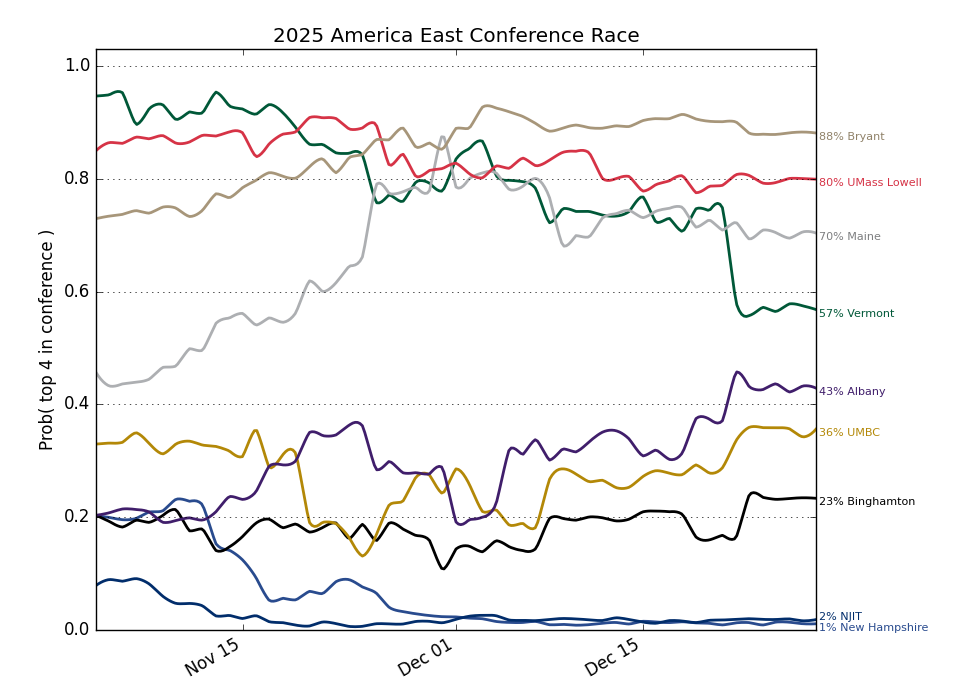 2025 America East Conference Race
Prob( top 4 in conference )
1.0
0.8
0.6
0.4
0.2
0.0
88% Bryant
80% UMass Lowell
70% Maine
57% Vermont
43% Albany
36% UMBC
23% Binghamton
2% NJIT
1% New Hampshire
Nov 15
Dec 01
Dec 15